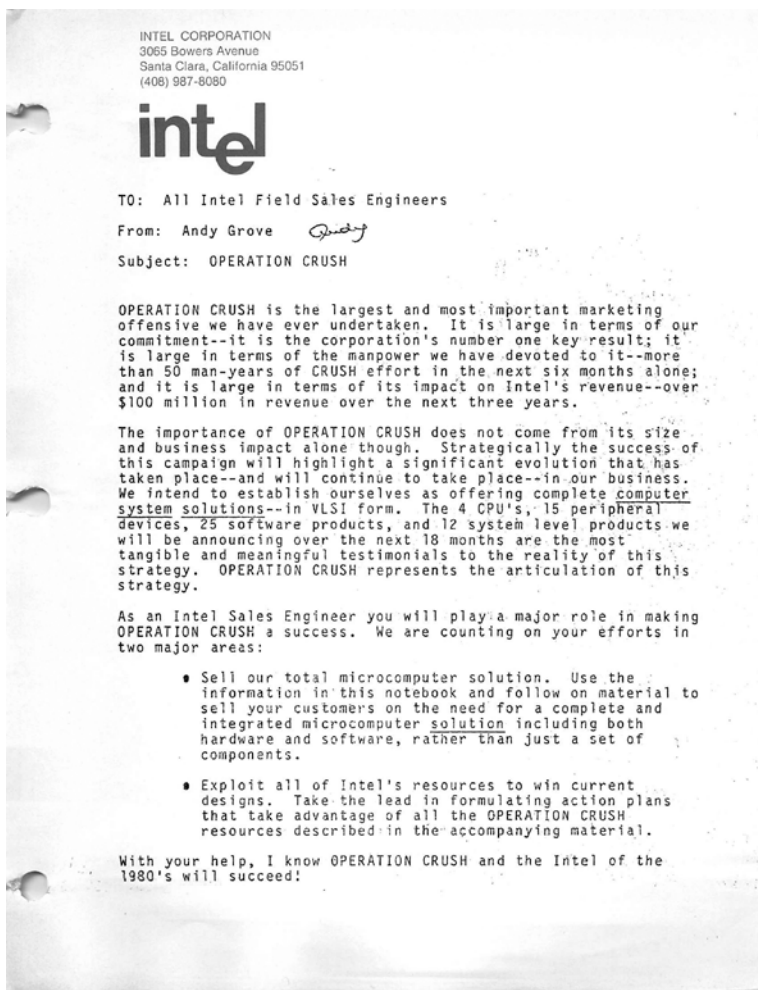 INTEL CORPORATION
3065 Bowers Avenue
Santa Clara, California 95051
(408) 987-8080
intel
TO: All Intel Field Sales Engineers
From: Andy Grove Andy
Subject: OPERATION CRUSH
OPERATION CRUSH is the largest and most important marketing
offensive we have ever undertaken. It is large in terms of our
commitment--it is the corporation's number one key result; it
is large in terms of the manpower we have devoted to it--more
than 50 man-years of CRUSH effort in the next six months alone;
and it is large in terms of its impact on Intel's revenue--over
$100 million in revenue over the next three years.
The importance of OPERATION CRUSH does not come from its size
and business impact alone though. Strategically the success of
this campaign will highlight a significant evolution that has
taken place--and will continue to take place--in our business.
We intend to establish ourselves as offering complete computer
system solutions--in VLSI form. The 4 CPU's, 15 peripheral
devices, 25 software products, and 12 system level products we
will be announcing over the next 18 months are the most
tangible and meaningful testimonials to the reality of this
strategy. OPERATION CRUSH represents the articulation of this
strategy.
As an Intel Sales Engineer you will play a major role in making
OPERATION CRUSH a success. We are counting on your efforts in
two major areas:
• Sell our total microcomputer solution. Use the
information in this notebook and follow on material to
sell your customers on the need for a complete and
integrated microcomputer solution including both
hardware and software, rather than just a set of
components.
• Exploit all of Intel's resources to win current
designs. Take the lead in formulating action plans
that take advantage of all the OPERATION CRUSH
resources described in the accompanying material.
With your help, I know OPERATION CRUSH and the Intel of the
1980's will succeed!